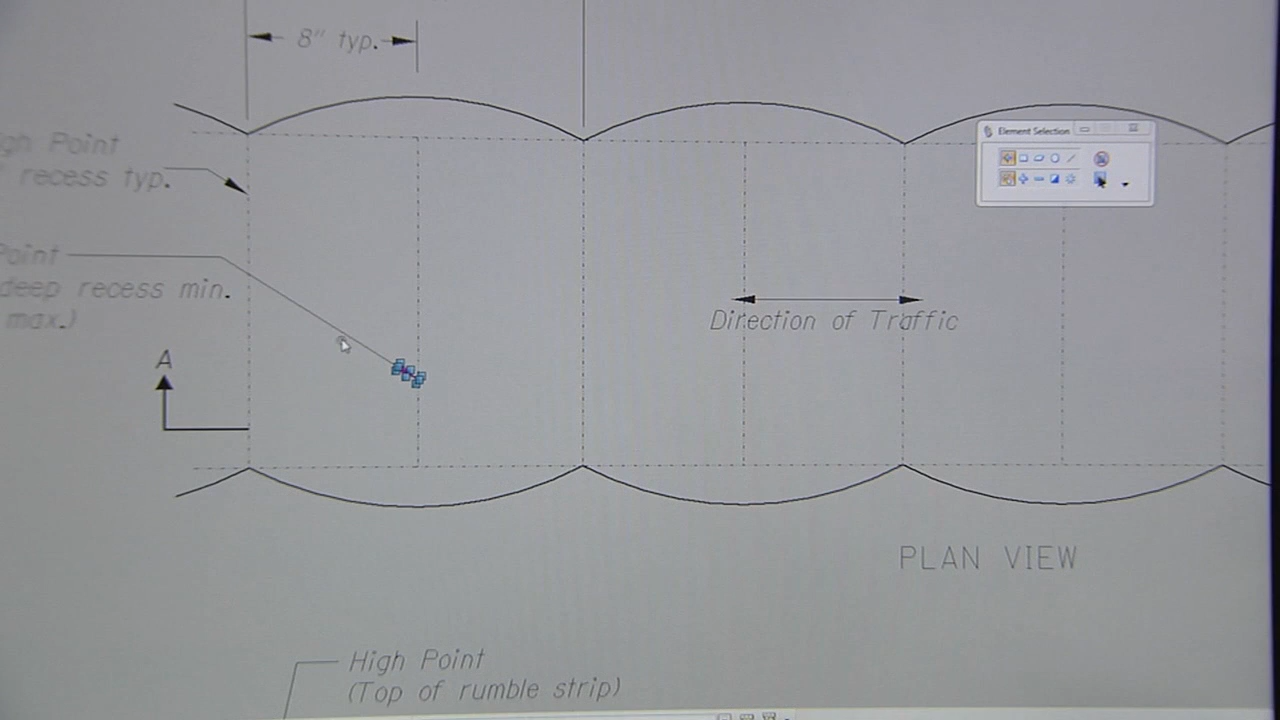 8" typ.
Element Selection
gh Point
" recess typ.
Point
deep recess min.
max.)
Direction of Traffic
A
PLAN VIEW
High Point
(Top of rumble strip)